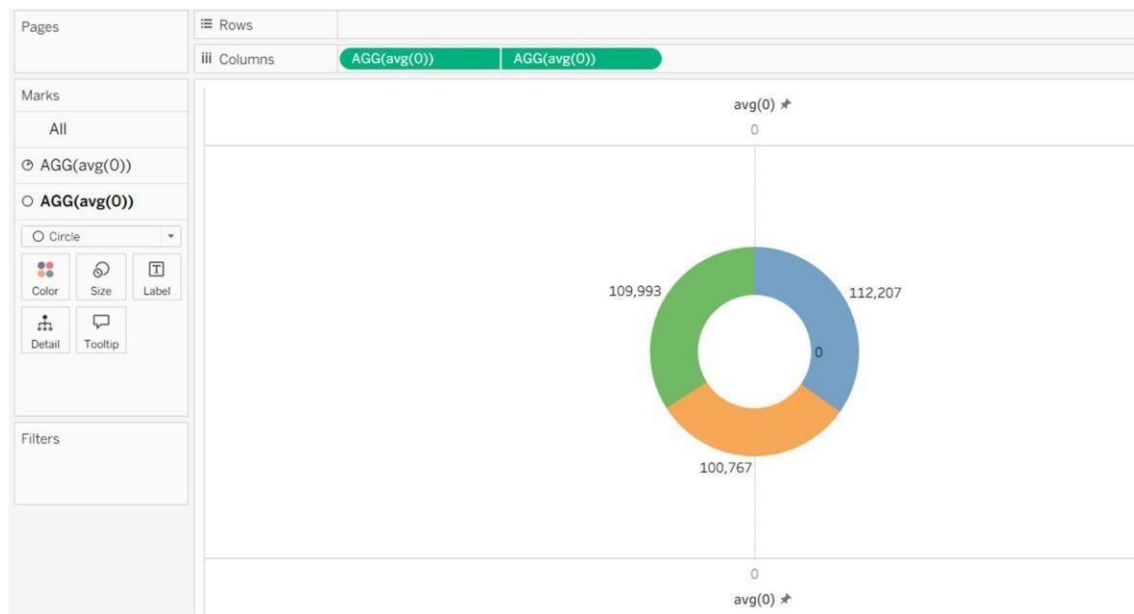 Pages
Rows
Columns
AGG(avg(0)) AGG(avg(0))
Marks
All
AGG(avg(0))
AGG(avg(0))
Circle
Color Size Label
Detail Tooltip
Filters
avg(0)
0
109,993
112,207
0
100,767
0
avg(0)